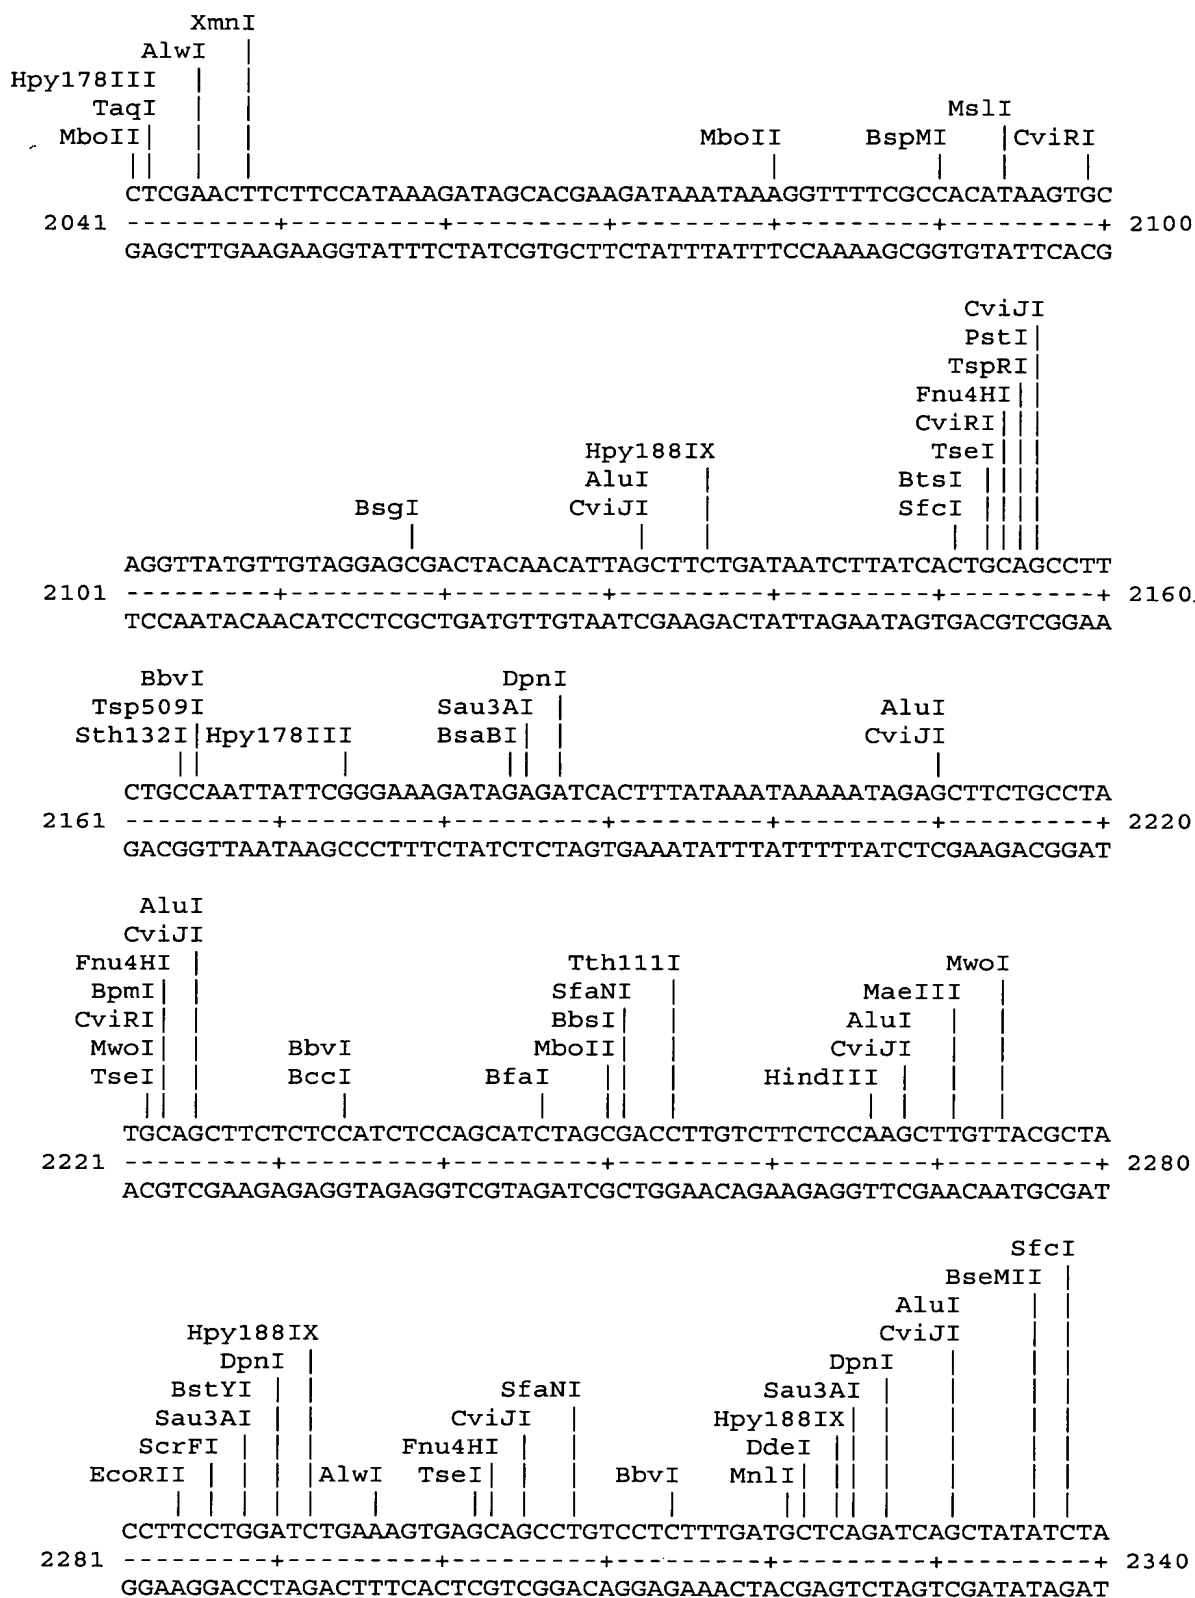 XmnI
AlwI |
Hpy178III | |
TaqI | |
MboII| | | MboII BspMI MslI |CviRI
CTCGAACTTCTTCCATAAAGATAGCACGAAGATAAATAAAGGTTTTCGCCACATAAGTGC
2041 ---------+---------+---------+---------+---------+---------+ 2100
GAGCTTGAAGAAGGTATTTCTATCGTGCTTCTATTTATTTCCAAAAGCGGTGTATTCACG
CviJI
PstI|
TspRI |
Fnu4HI | |
CviRI | | |
Hpy188IX TseI | | |
AluI | BtsI | | | |
BsgI CviJI | SfcI | | | |
AGGTTATGTTGTAGGAGCGACTACAACATTAGCTTCTGATAATCTTATCACTGCAGCCTT
2101 ---------+---------+---------+---------+---------+---------+ 2160
TCCAATACAACATCCTCGCTGATGTTGTAATCGAAGACTATTAGAATAGTGACGTCGGAA
BbvI DpnI
Tsp509I Sau3AI | AluI
Sth132I|Hpy178III BsaBI| | CviJI
CTGCCAATTATTCGGGAAAGATAGAGATCACTTTATAAATAAAAATAGAGCTTCTGCCTA
2161 ---------+---------+---------+---------+---------+---------+ 2220
GACGGTTAATAAGCCCTTTCTATCTCTAGTGAAATATTTATTTTTATCTCGAAGACGGAT
AluI
CviJI
Fnu4HI | Tth111I MwoI
BpmI| | SfaNI | MaeIII |
CviRI| | BbsI| | AluI | |
MwoI| | BbvI MboII| | CviJI | |
TseI| | BccI BfaI | | | HindIII | | |
TGCAGCTTCTCTCCATCTCCAGCATCTAGCGACCTTGTCTTCTCCAAGCTTGTTACGCTA
2221 ---------+---------+---------+---------+---------+---------+ 2280
ACGTCGAAGAGAGGTAGAGGTCGTAGATCGCTGGAACAGAAGAGGTTCGAACAATGCGAT
SfcI
BseMII |
AluI | |
Hpy188IX CviJI | |
DpnI | DpnI | | |
BstYI | | SfaNI Sau3AI | | | |
Sau3AI | | CviJI | Hpy188IX| | | | |
ScrFI | | | Fnu4HI | | DdeI || | | | |
EcoRII | | | | AlwI TseI| | | BbvI MnlI| || | | | |
CCTTCCTGGATCTGAAAGTGAGCAGCCTGTCCTCTTTGATGCTCAGATCAGCTATATCTA
2281 ---------+---------+---------+---------+---------+---------+ 2340
GGAAGGACCTAGACTTTCACTCGTCGGACAGGAGAAACTACGAGTCTAGTCGATATAGAT